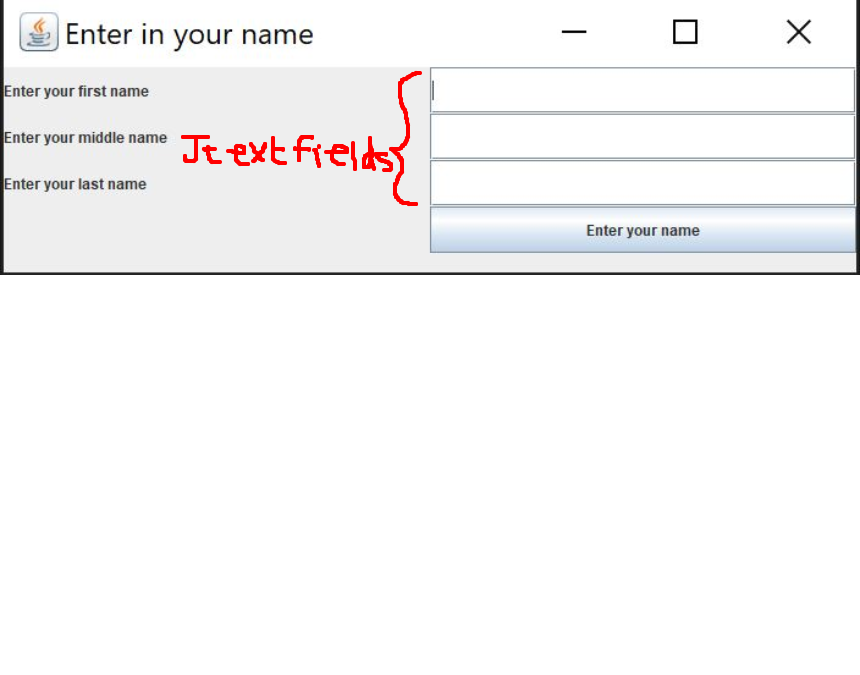 Enter in your name
Enter your first name
Enter your middle name
Jtextfields
Enter your last name
Enter your name